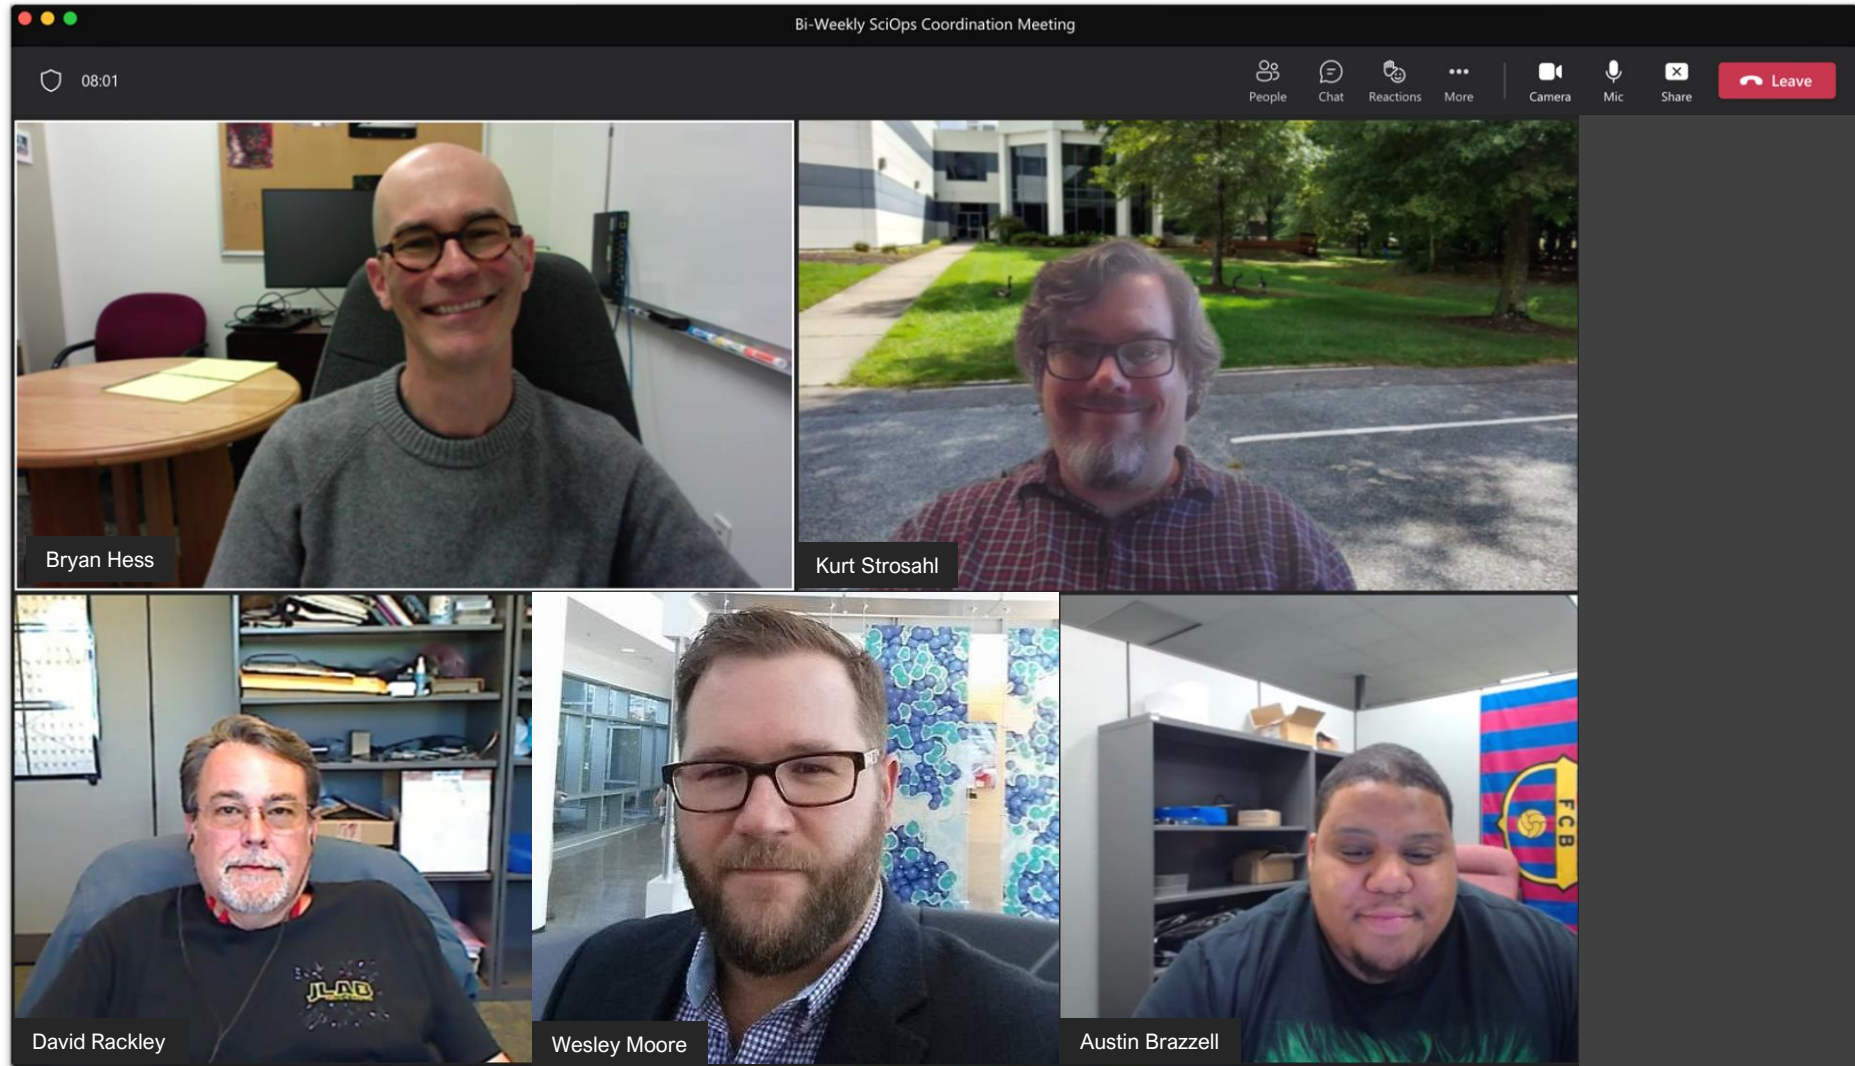 Bi-Weekly SciOps Coordination Meeting
08:01
People
Chat
Reactions
More
Camera
Mic
Share
Leave
Bryan Hess
Kurt Strosahl
JLAB
FCB
David Rackley
Wesley Moore
Austin Brazzell